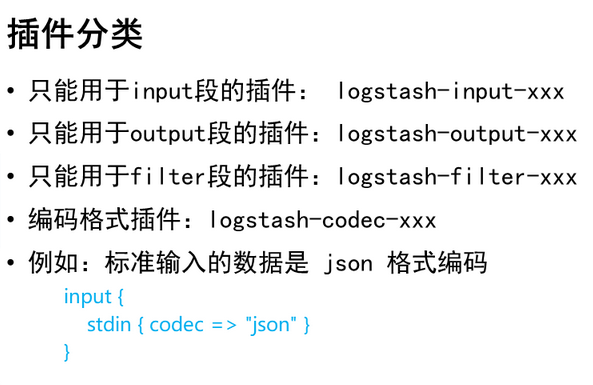 插件分类
• 只能用于input段的插件： logstash-input-xxx
• 只能用于output段的插件：logstash-output-xxx
• 只能用于filter段的插件：logstash-filter-xxx
• 编码格式插件：logstash-codec-xxx
• 例如：标准输入的数据是 json 格式编码
input {
stdin { codec => "json" }
}